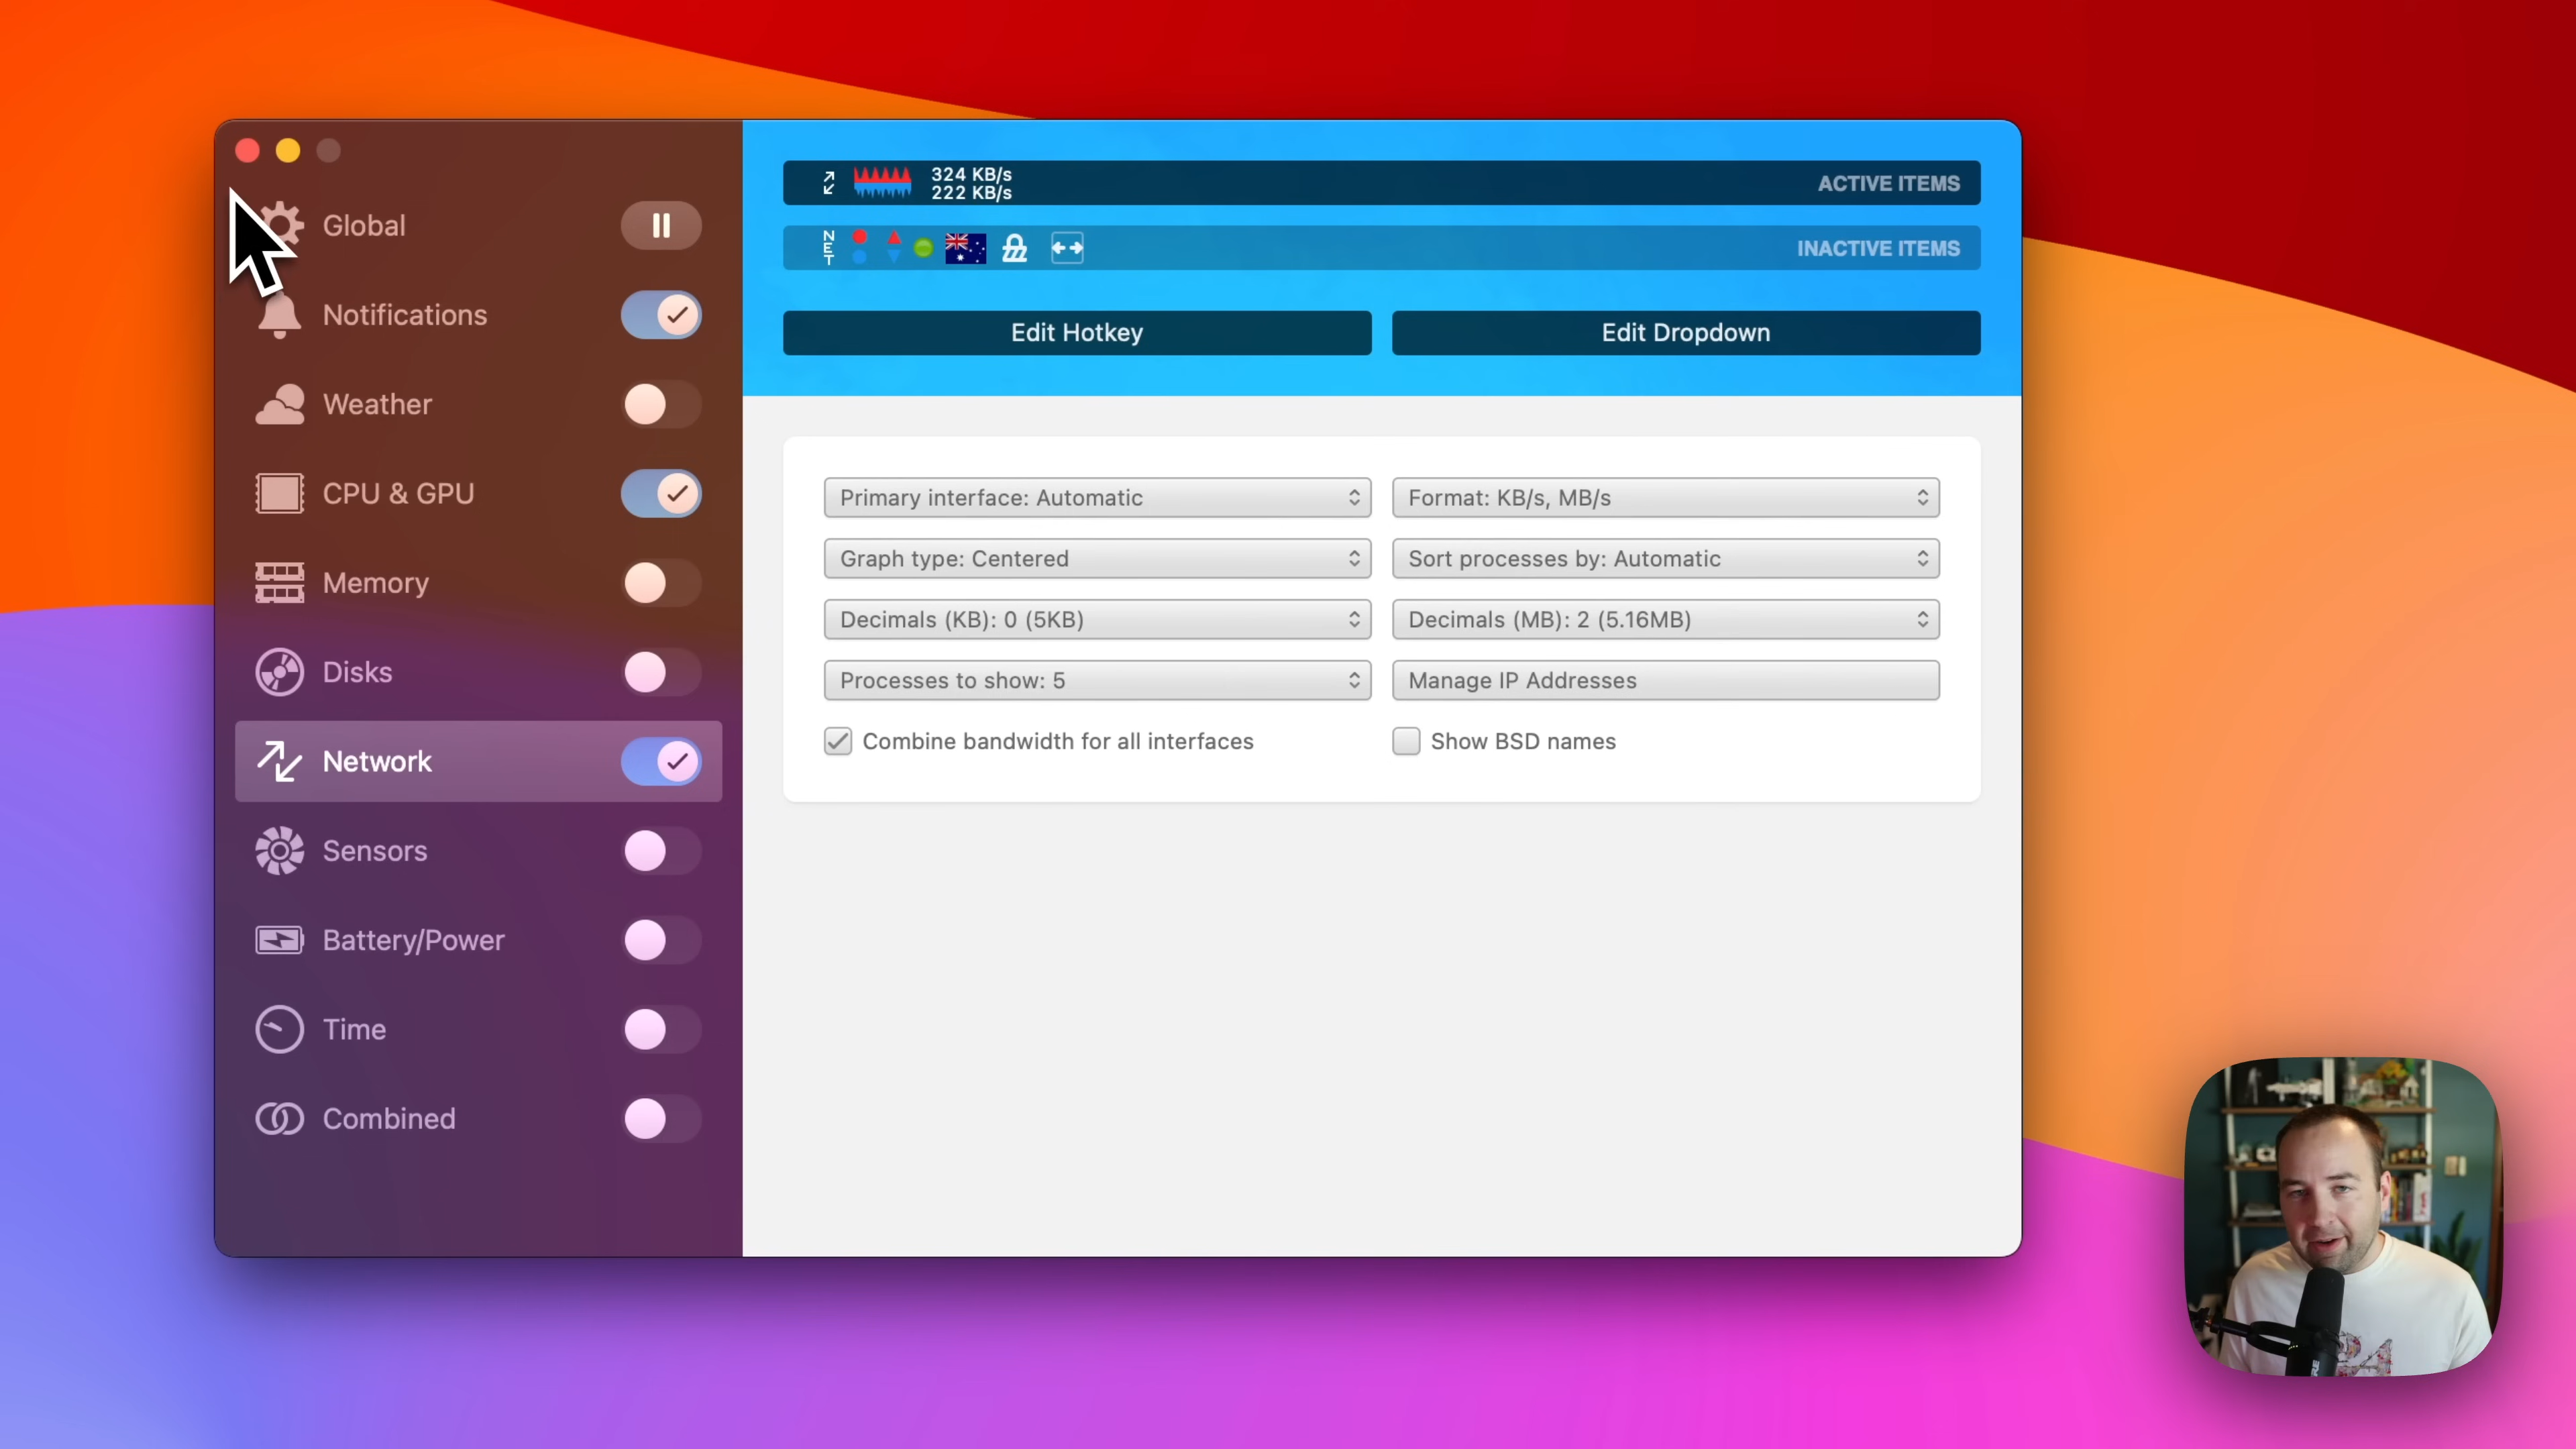 Global
Notifications
Weather
CPU & GPU
Memory
Disks
Network
Sensors
Battery/Power
Time
Combined
324 KB/s
222 KB/s
ACTIVE ITEMS
NET
INACTIVE ITEMS
Edit Hotkey
Edit Dropdown
Primary interface: Automatic
Format: KB/s, MB/s
Graph type: Centered
Sort processes by: Automatic
Decimals (KB): 0 (5KB)
Decimals (MB): 2 (5.16MB)
Processes to show: 5
Manage IP Addresses
Combine bandwidth for all interfaces
Show BSD names